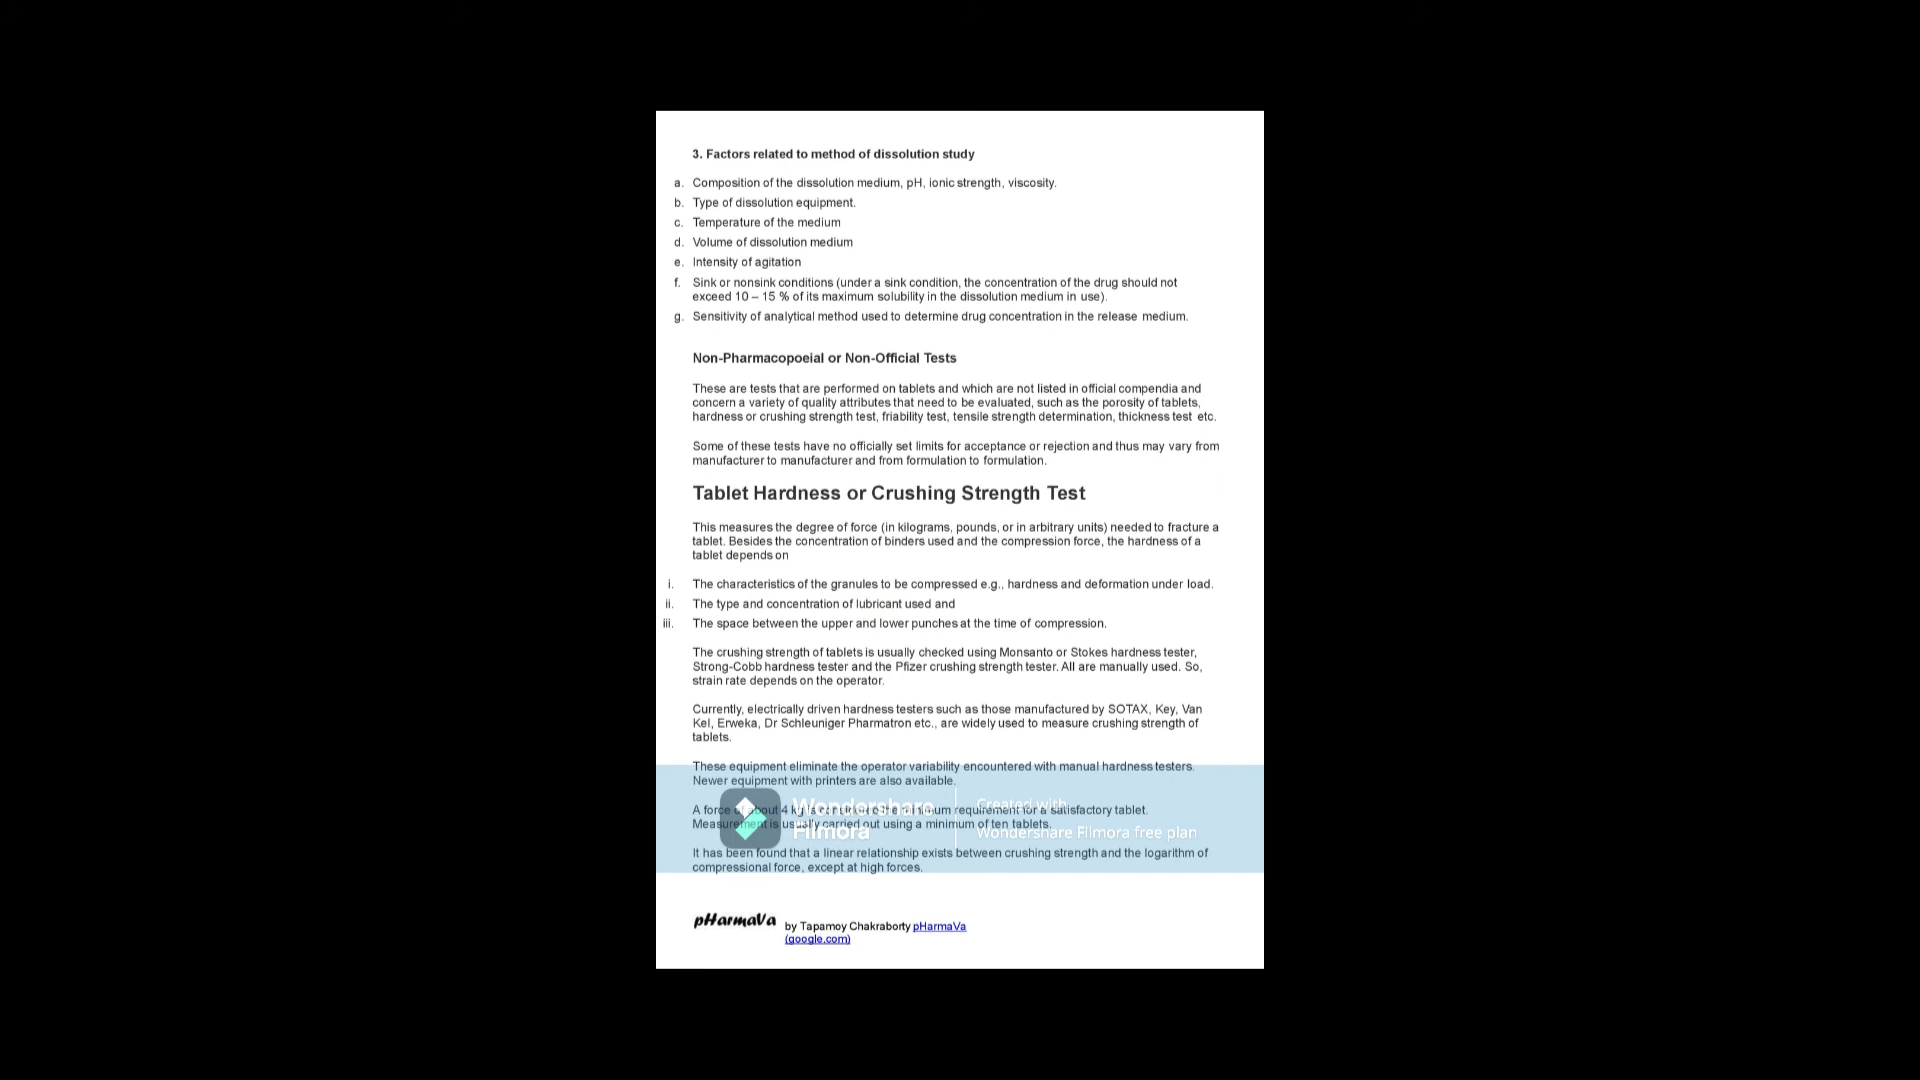 3. Factors related to method of dissolution study
a. Composition of the dissolution medium, pH, ionic strength, viscosity.
b. Type of dissolution equipment.
c. Temperature of the medium
d. Volume of dissolution medium
e. Intensity of agitation
f. Sink or nonsink conditions (under a sink condition, the concentration of the drug should not
exceed 10 – 15 % of its maximum solubility in the dissolution medium in use).
g. Sensitivity of analytical method used to determine drug concentration in the release medium.
Non-Pharmacopoeial or Non-Official Tests
These are tests that are performed on tablets and which are not listed in official compendia and
concern a variety of quality attributes that need to be evaluated, such as the porosity of tablets,
hardness or crushing strength test, friability test, tensile strength determination, thickness test etc.
Some of these tests have no officially set limits for acceptance or rejection and thus may vary from
manufacturer to manufacturer and from formulation to formulation.
Tablet Hardness or Crushing Strength Test
This measures the degree of force (in kilograms, pounds, or in arbitrary units) needed to fracture a
tablet. Besides the concentration of binders used and the compression force, the hardness of a
tablet depends on
i. The characteristics of the granules to be compressed e.g., hardness and deformation under load.
ii. The type and concentration of lubricant used and
iii. The space between the upper and lower punches at the time of compression.
The crushing strength of tablets is usually checked using Monsanto or Stokes hardness tester,
Strong-Cobb hardness tester and the Pfizer crushing strength tester. All are manually used. So,
strain rate depends on the operator.
Currently, electrically driven hardness testers such as those manufactured by SOTAX, Key, Van
Kel, Erweka, Dr Schleuniger Pharmatron etc., are widely used to measure crushing strength of
tablets.
These equipment eliminate the operator variability encountered with manual hardness testers.
Newer equipment with printers are also available.
A force of about 4 kg is considered the minimum requirement for a satisfactory tablet.
Measurement is usually carried out using a minimum of ten tablets.
Wondershare
Filmora
Created with
Wondershare Filmora free plan
It has been found that a linear relationship exists between crushing strength and the logarithm of
compressional force, except at high forces.
pHarmaVa by Tapamoy Chakraborty pHarmaVa
(google.com)